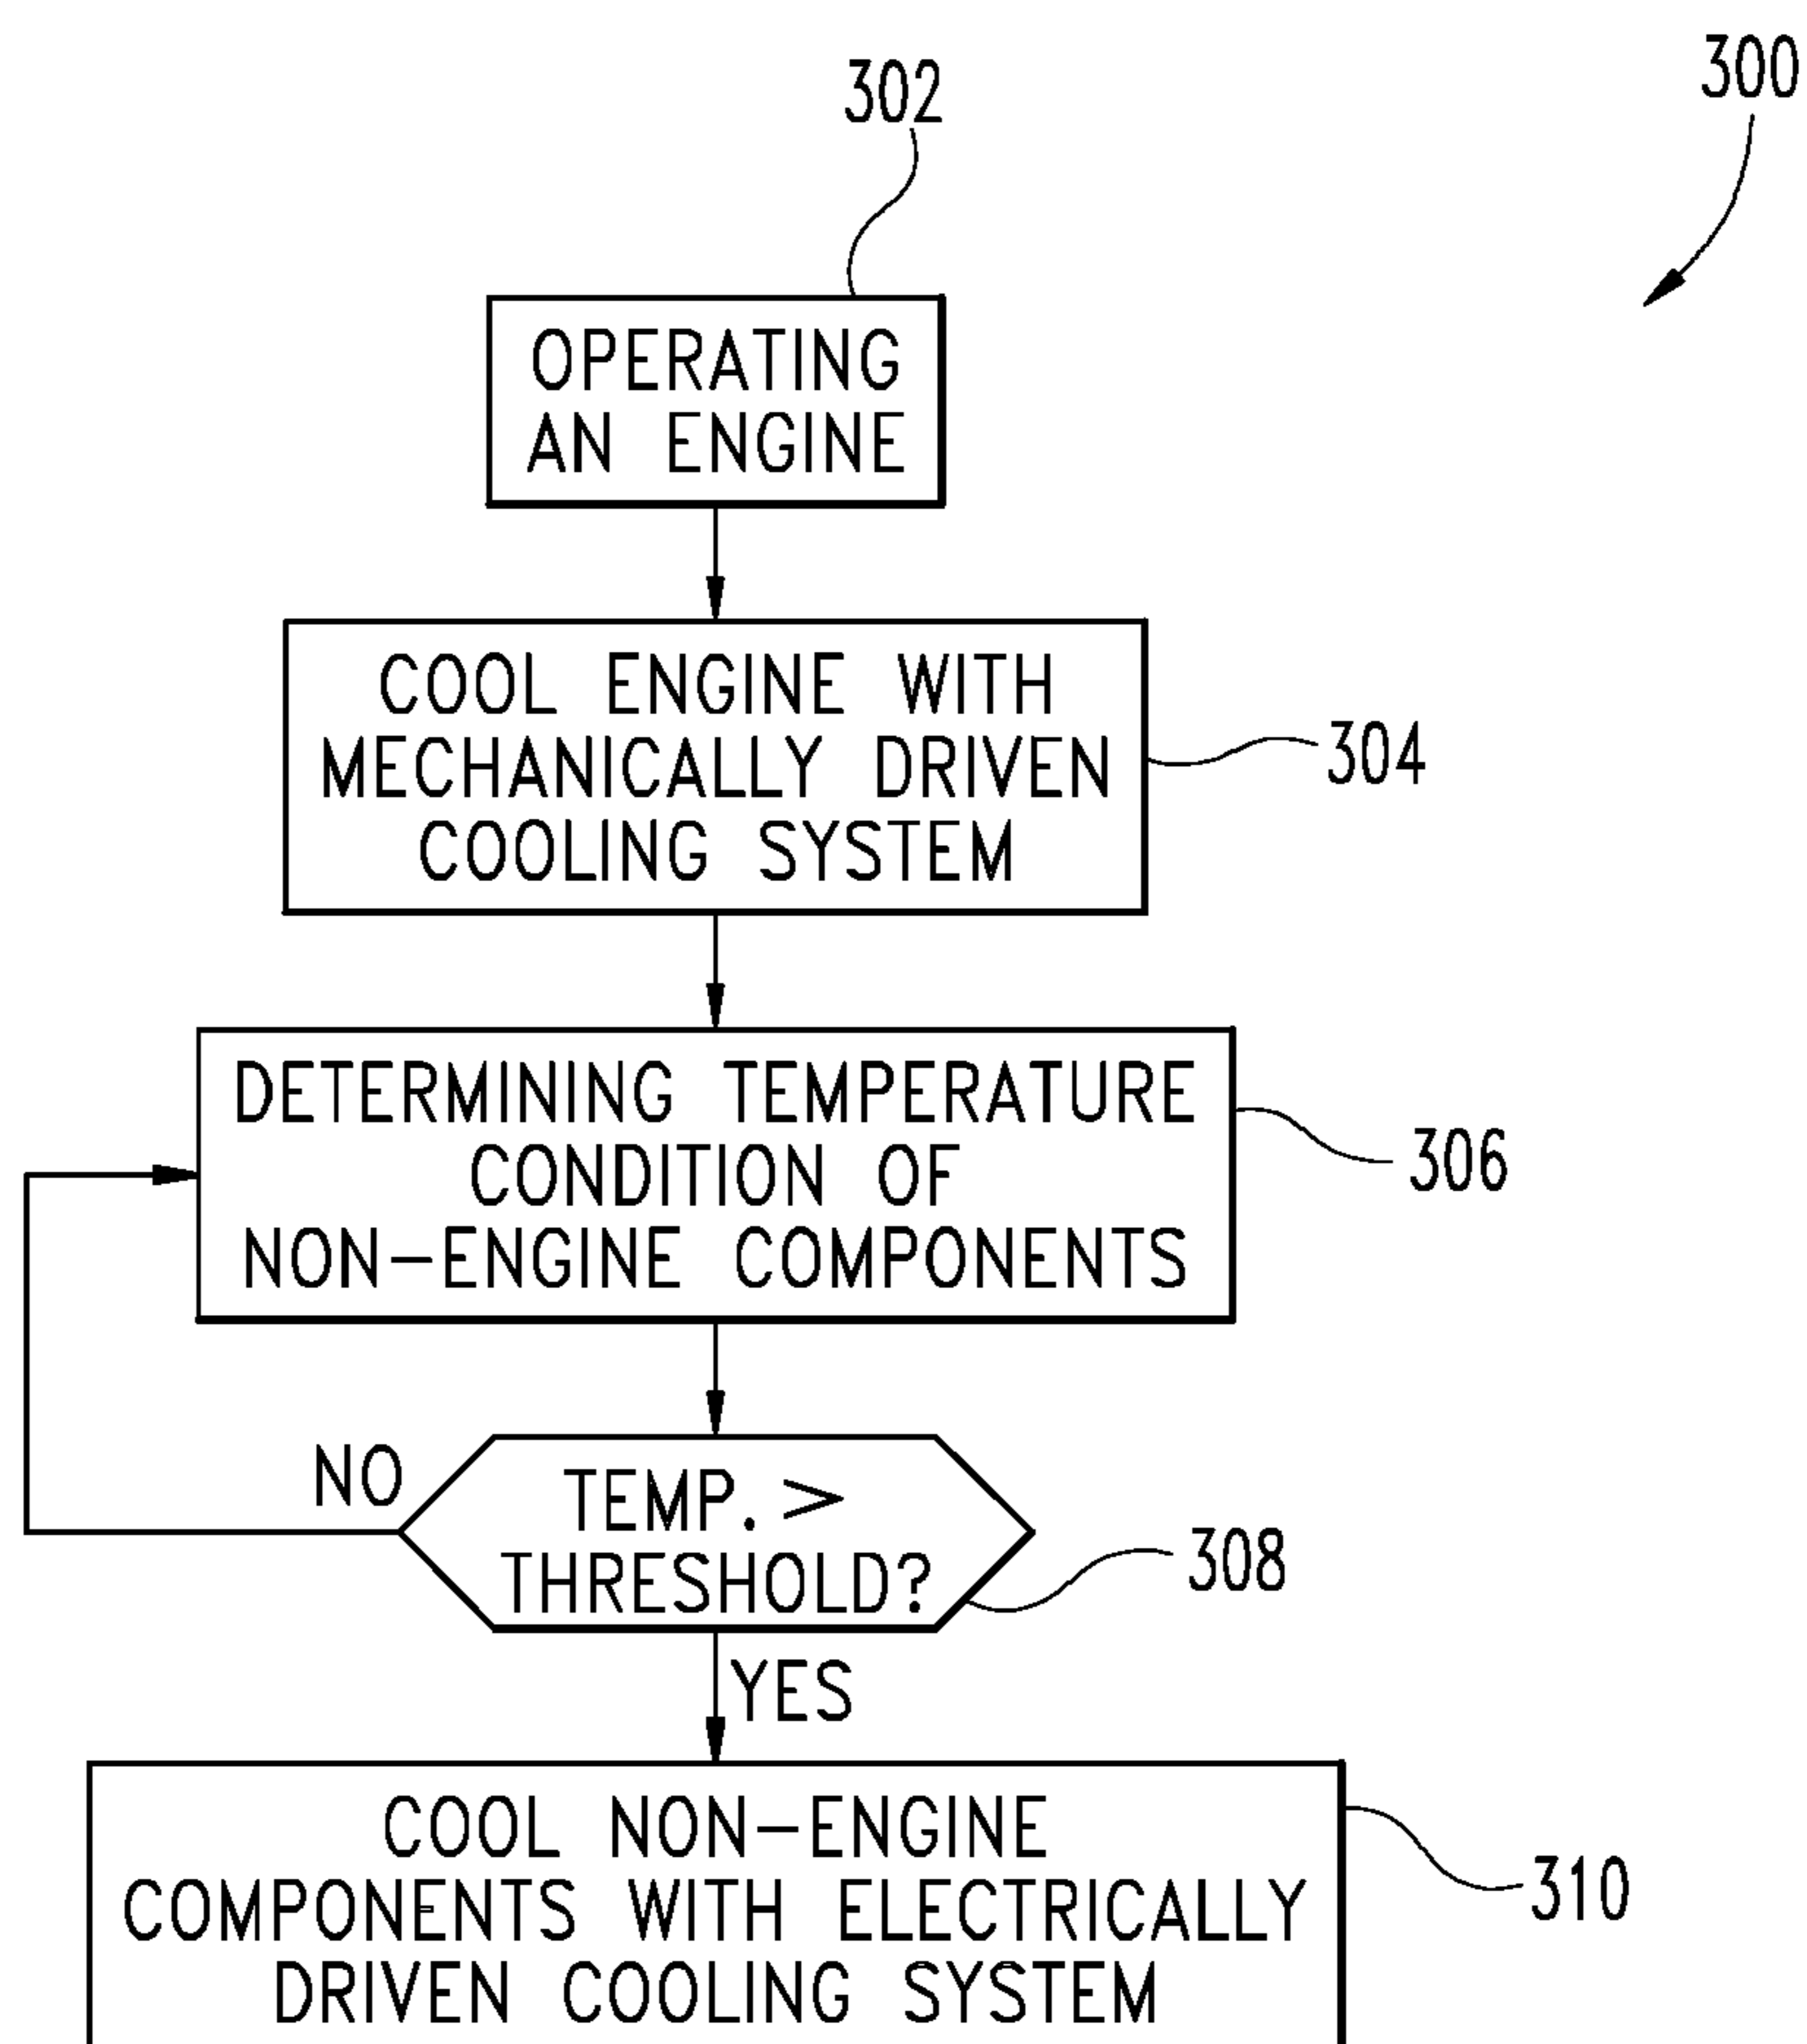 302
300
OPERATING
AN ENGINE
COOL ENGINE WITH
MECHANICALLY DRIVEN
COOLING SYSTEM
304
DETERMINING TEMPERATURE
CONDITION OF
NON-ENGINE COMPONENTS
306
NO
TEMP. >
THRESHOLD?
308
YES
COOL NON-ENGINE
COMPONENTS WITH ELECTRICALLY
DRIVEN COOLING SYSTEM
310